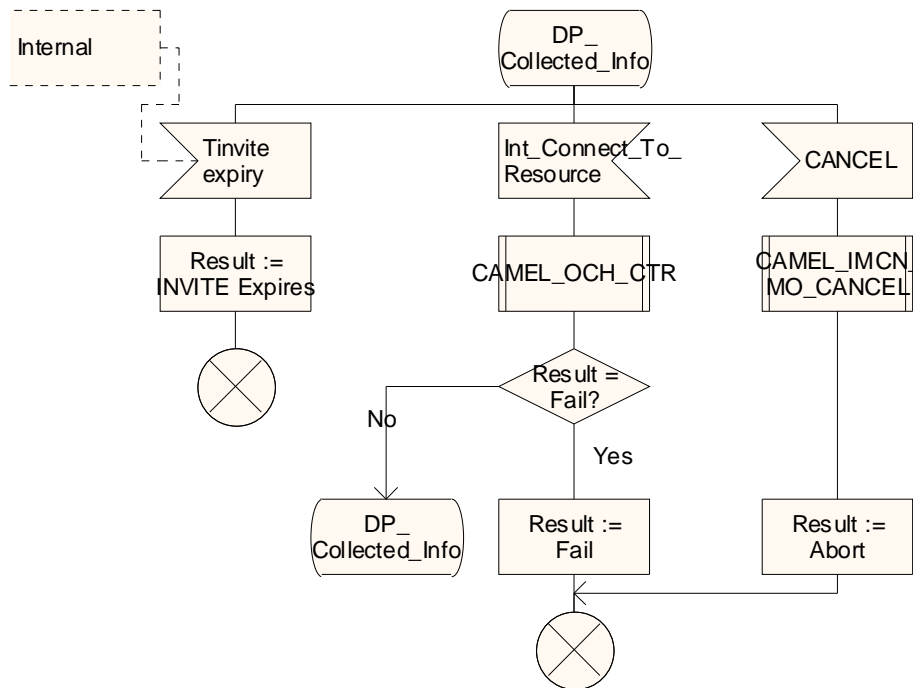 Internal
DP_
Collected_Info
Tinvite
expiry
Int_Connect_To_
Resource
CANCEL
Result :=
INVITE Expires
CAMEL_OCH_CTR
CAMEL_IMCN_
MO_CANCEL
Result =
Fail?
No
Yes
DP_
Collected_Info
Result :=
Fail
Result :=
Abort